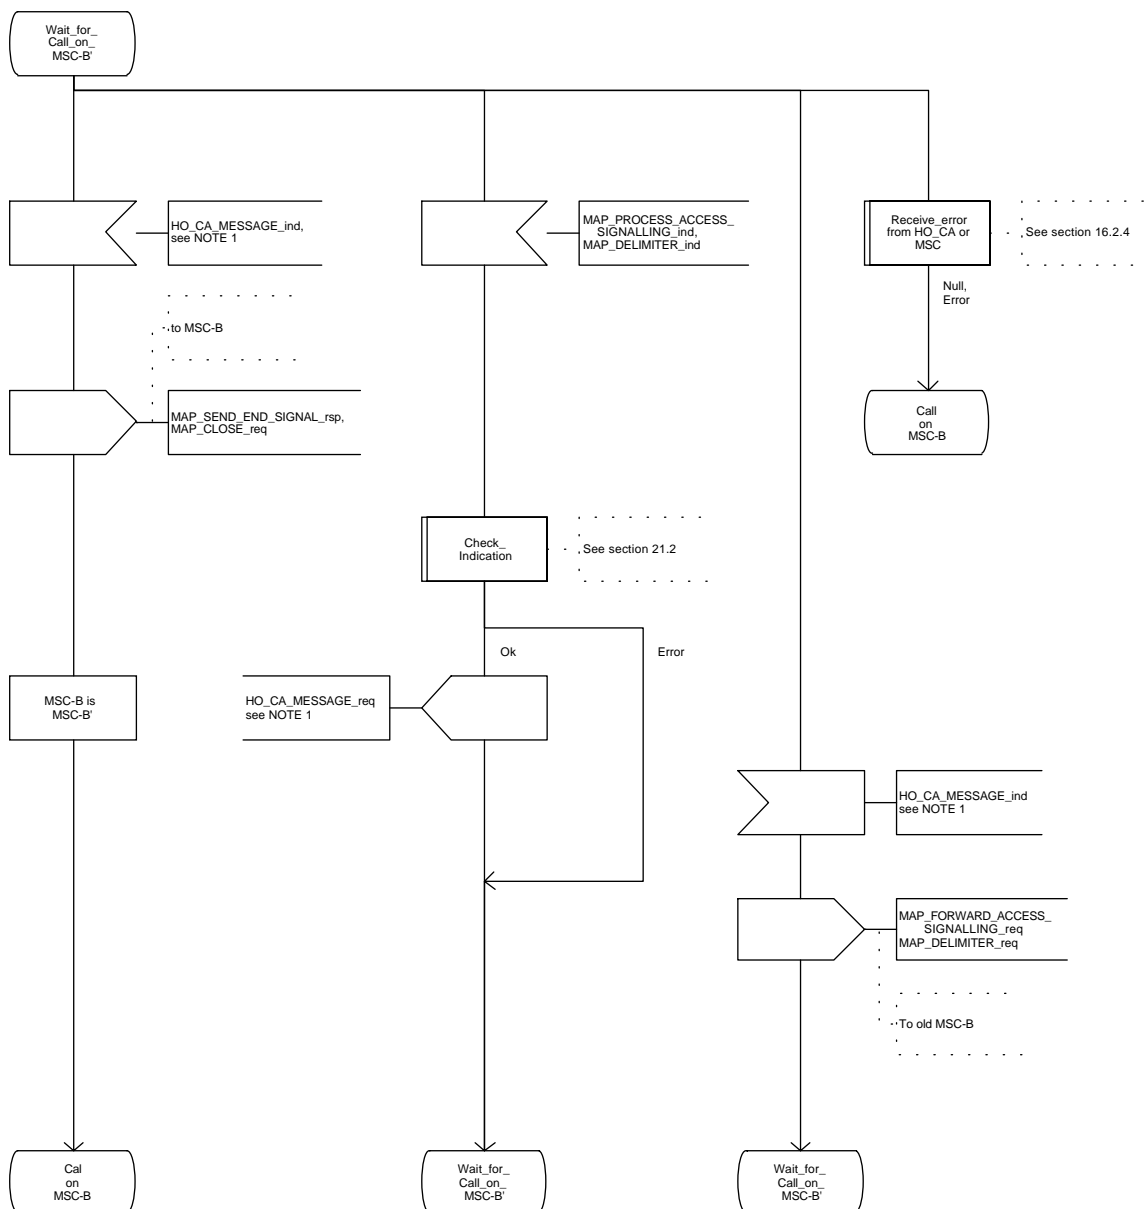 Wait_for_
Call_on_
MSC-B'
HO_CA_MESSAGE_ind,
see NOTE 1
MAP_PROCESS_ACCESS_
SIGNALLING_ind,
MAP_DELIMITER_ind
Receive_error
from HO_CA or
MSC
See section 16.2.4
Null,
Error
to MSC-B
MAP_SEND_END_SIGNAL_rsp,
MAP_CLOSE_req
Call
on
MSC-B
Check_
Indication
See section 21.2
Ok
Error
MSC-B is
MSC-B'
HO_CA_MESSAGE_req
see NOTE 1
HO_CA_MESSAGE_ind
see NOTE 1
MAP_FORWARD_ACCESS_
SIGNALLING_req
MAP_DELIMITER_req
To old MSC-B
Cal
on
MSC-B
Wait_for_
Call_on_
MSC-B'
Wait_for_
Call_on_
MSC-B'